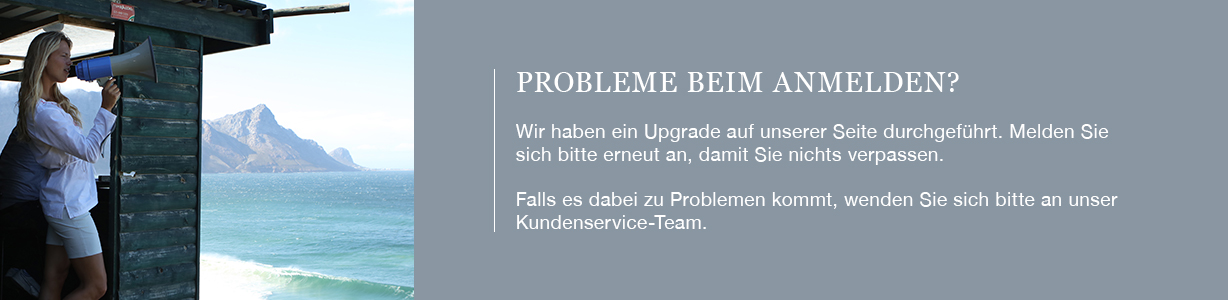 PROBLEME BEIM ANMELDEN?
Wir haben ein Upgrade auf unserer Seite durchgeführt. Melden Sie
sich bitte erneut an, damit Sie nichts verpassen.
Falls es dabei zu Problemen kommt, wenden Sie sich bitte an unser
Kundenservice-Team.